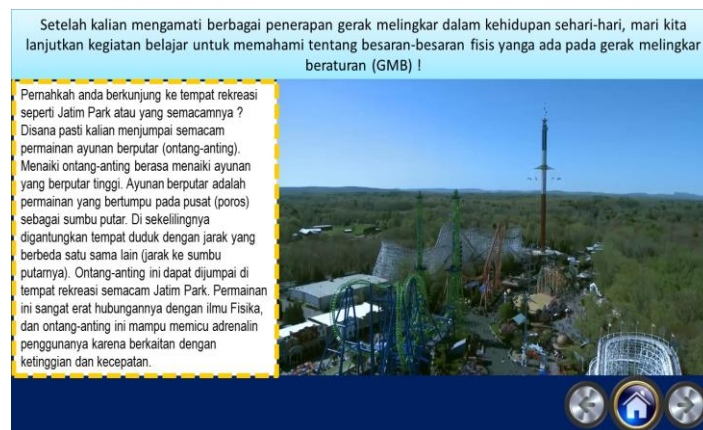 Setelah kalian mengamati berbagai penerapan gerak melingkar dalam kehidupan sehari-hari, mari kita
lanjutkan kegiatan belajar untuk memahami tentang besaran-besaran fisis yanga ada pada gerak melingkar
beraturan (GMB) !
Pernahkah anda berkunjung ke tempat rekreasi
seperti Jatim Park atau yang semacamnya ?
Disana pasti kalian menjumpai semacam
permainan ayunan berputar (ontang-anting).
Menaiki ontang-anting berasa menaiki ayunan
yang berputar tinggi. Ayunan berputar adalah
permainan yang bertumpu pada pusat (poros)
sebagai sumbu putar. Di sekelilingnya
digantungkan tempat duduk dengan jarak yang
berbeda satu sama lain (jarak ke sumbu
putarnya). Ontang-anting ini dapat dijumpai di
tempat rekreasi semacam Jatim Park. Permainan
ini sangat erat hubungannya dengan ilmu Fisika,
dan ontang-anting ini mampu memicu adrenalin
penggunanya karena berkaitan dengan
ketinggian dan kecepatan.